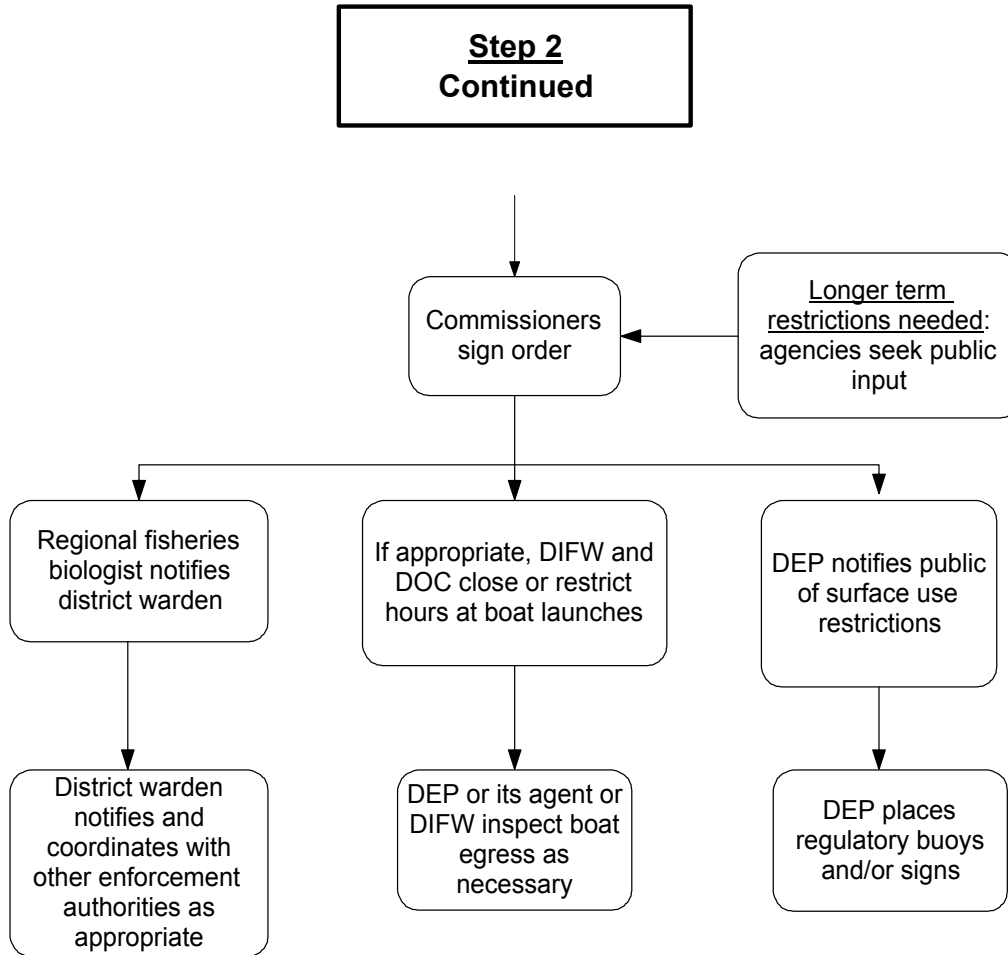 Step 2
Continued
Commissioners
sign order
Longer term
restrictions needed:
agencies seek public
input
Regional fisheries
biologist notifies
district warden
If appropriate, DIFW and
DOC close or restrict
hours at boat launches
DEP notifies public
of surface use
restrictions
District warden
notifies and
coordinates with
other enforcement
authorities as
appropriate
DEP or its agent or
DIFW inspect boat
egress as
necessary
DEP places
regulatory buoys
and/or signs